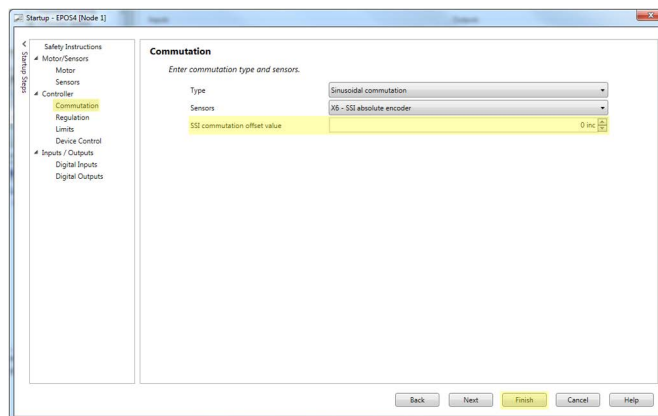 Startup - EPOS4 [Node 1]
Inputs
Outputs
Startup Steps
Safety Instructions
Motor/Sensors
Motor
Sensors
Controller
Commutation
Regulation
Limits
Device Control
Inputs / Outputs
Digital Inputs
Digital Outputs
Commutation
Enter commutation type and sensors.
Type Sinusoidal commutation
Sensors X6 - SSI absolute encoder
SSI commutation offset value 0 inc
Back Next Finish Cancel Help